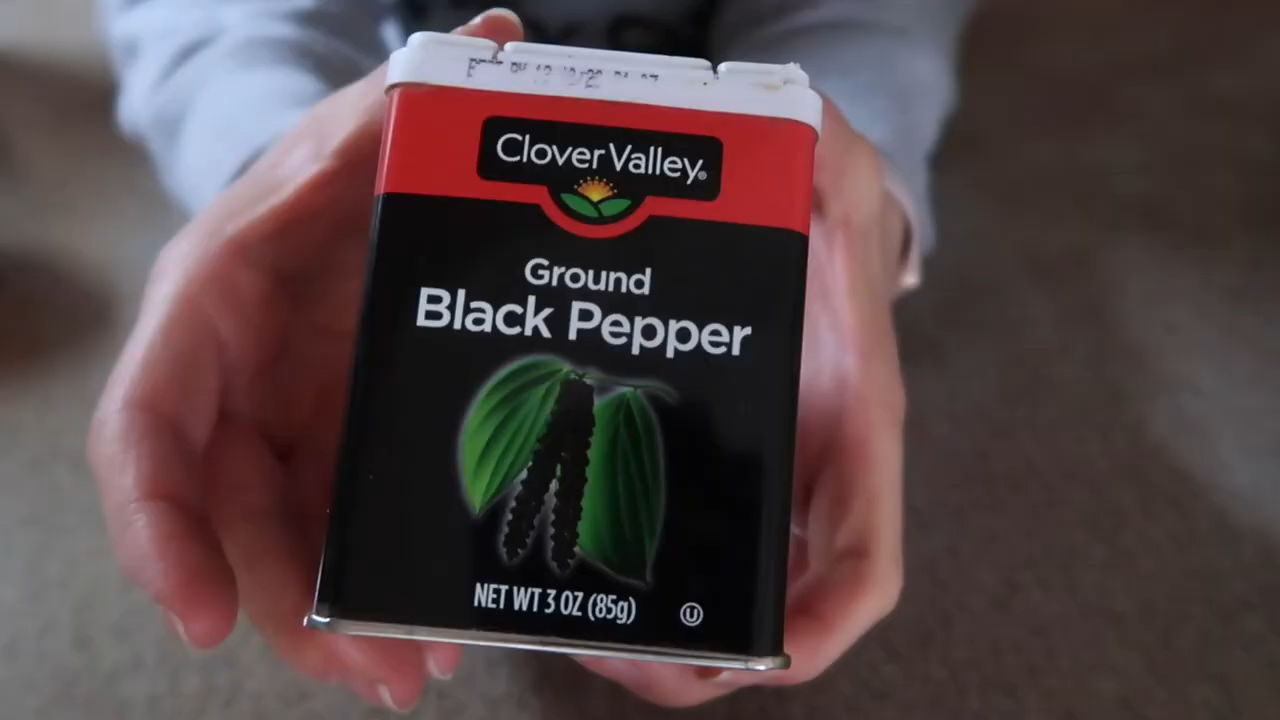 Clover Valley®
Ground
Black Pepper
NET WT 3 OZ (85g)
U